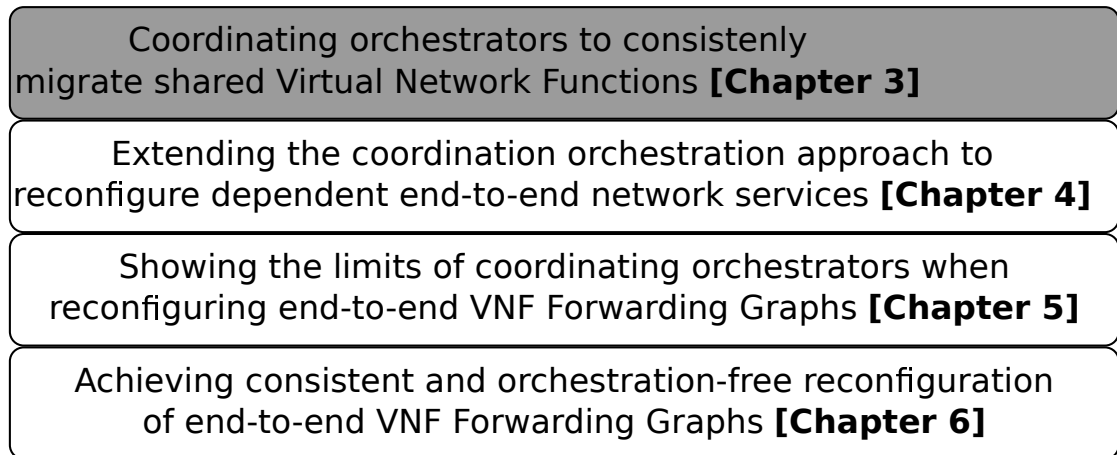 Coordinating orchestrators to consistenly
migrate shared Virtual Network Functions [Chapter 3]
Extending the coordination orchestration approach to
reconfigure dependent end-to-end network services [Chapter 4]
Showing the limits of coordinating orchestrators when
reconfiguring end-to-end VNF Forwarding Graphs [Chapter 5]
Achieving consistent and orchestration-free reconfiguration
of end-to-end VNF Forwarding Graphs [Chapter 6]